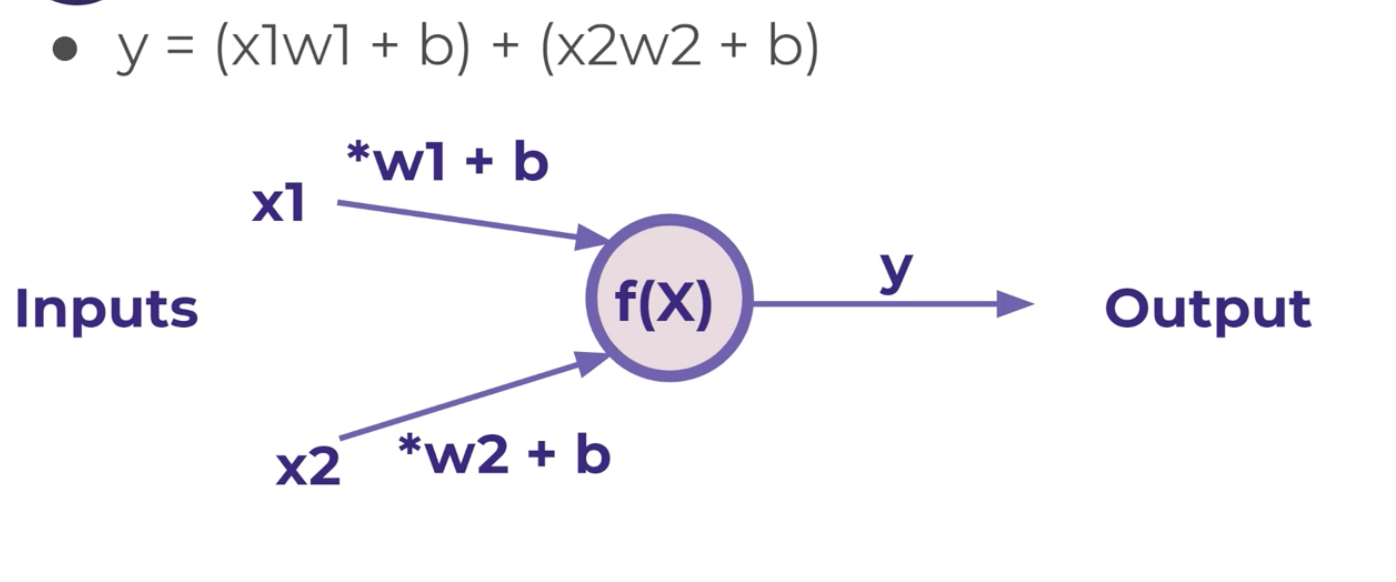 y = (x1w1 + b) + (x2w2 + b)
*w1 + b
x1
f(X)
y
Inputs
Output
x2
*w2 + b